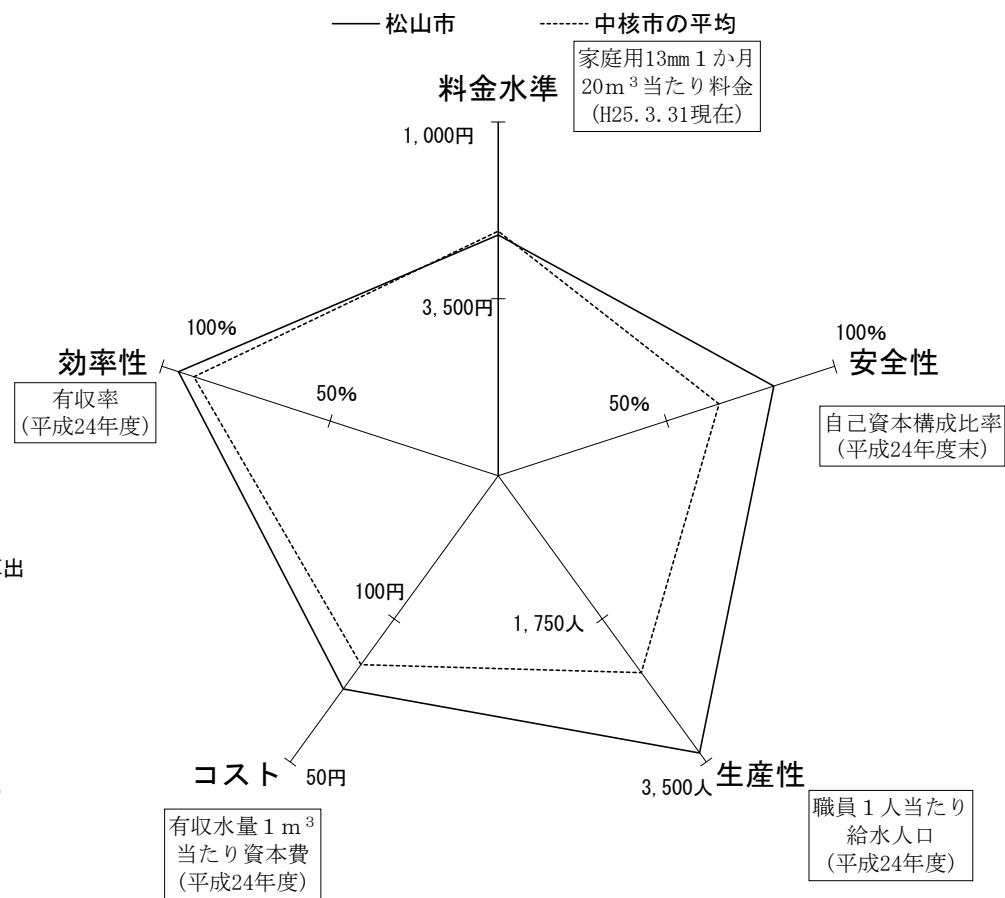 松山市
中核市の平均
家庭用13mm１か月
20ｍ³当たり料金
(H25.3.31現在)
料金水準
1,000円
3,500円
100%
効率性
50%
有収率
(平成24年度)
100%
安全性
50%
自己資本構成比率
(平成24年度末)
出
100円
1,750人
コスト
50円
有収水量１ｍ³
当たり資本費
(平成24年度)
3,500人
生産性
職員１人当たり
給水人口
(平成24年度)